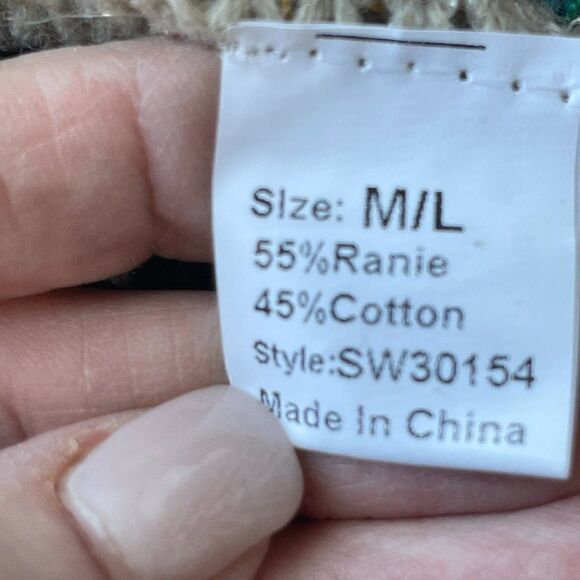 SIze: M/L
55%Ranie
45%Cotton
Style:SW30154
Made In China